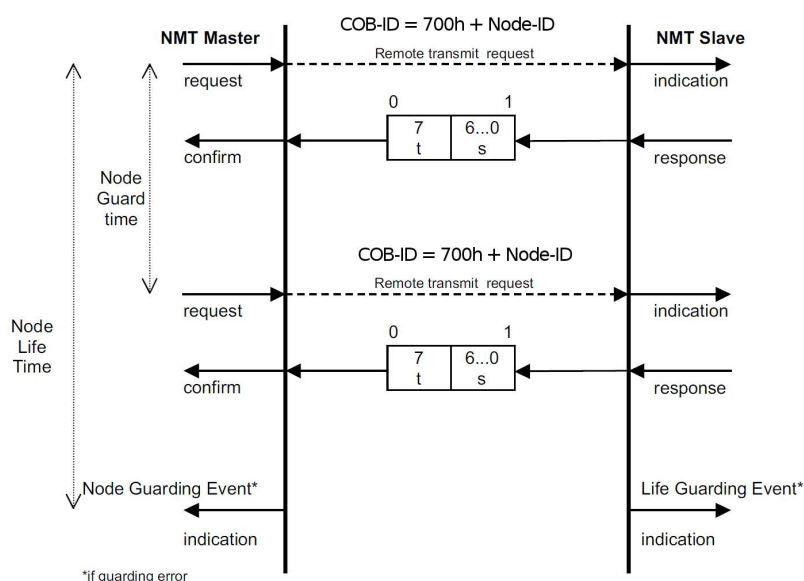 COB-ID = 700h + Node-ID
NMT Master
NMT Slave
Remote transmit request
request
indication
0 1
7 6...0
t s
confirm
response
Node
Guard
time
COB-ID = 700h + Node-ID
Remote transmit request
request
indication
Node
Life
Time
0 1
7 6...0
t s
confirm
response
Node Guarding Event*
Life Guarding Event*
indication
indication
*if guarding error